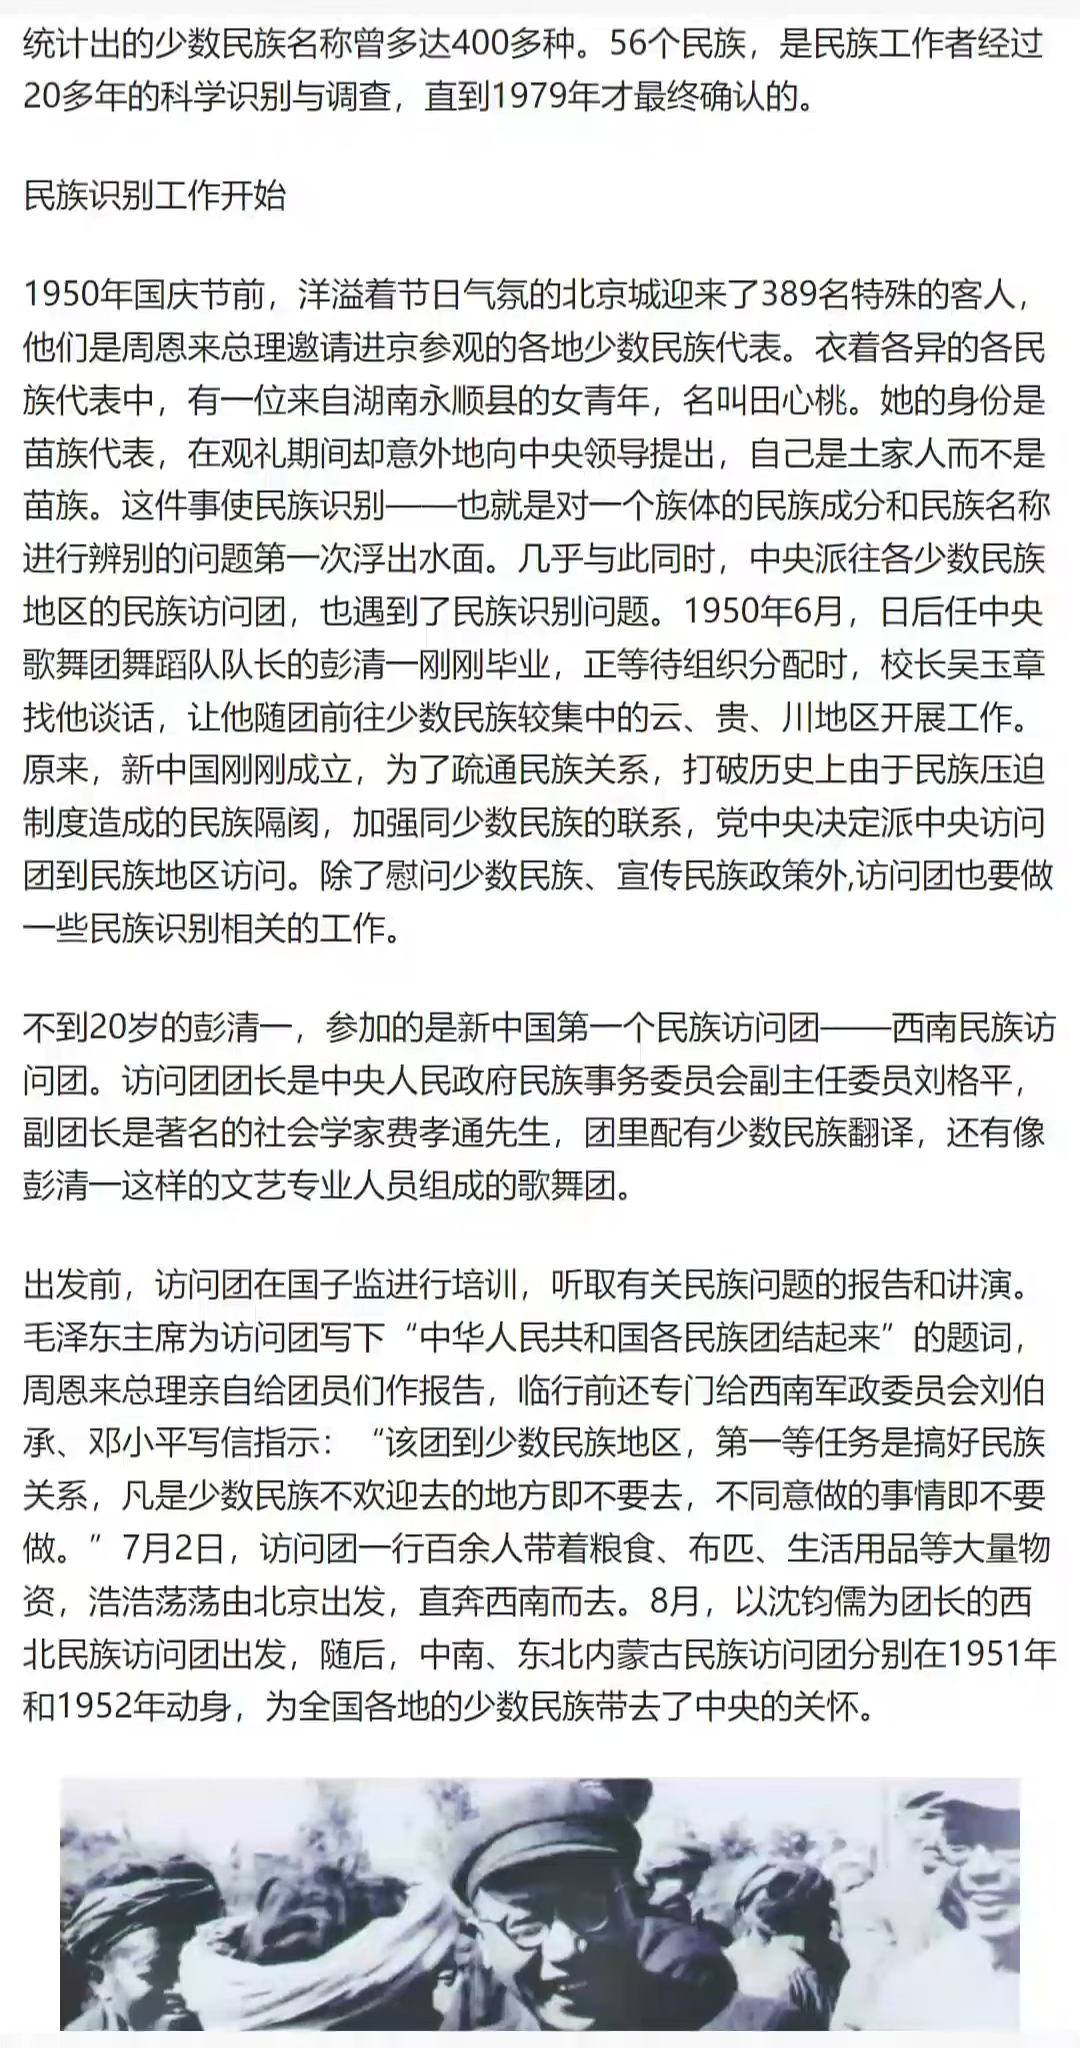 统计出的少数民族名称曾多达400多种。56个民族，是民族工作者经过
20多年的科学识别与调查，直到1979年才最终确认的。
民族识别工作开始
1950年国庆节前，洋溢着节日气氛的北京城迎来了389名特殊的客人，
他们是周恩来总理邀请进京参观的各地少数民族代表。衣着各异的各民
族代表中，有一位来自湖南永顺县的女青年，名叫田心桃。她的身份是
苗族代表，在观礼期间却意外地向中央领导提出，自己是土家人而不是
苗族。这件事使民族识别——也就是对一个族体的民族成分和民族名称
进行辨别的问题第一次浮出水面。几乎与此同时，中央派往各少数民族
地区的民族访问团，也遇到了民族识别问题。1950年6月，日后任中央
歌舞团舞蹈队队长的彭清一刚刚毕业，正等待组织分配时，校长吴玉章
找他谈话，让他随团前往少数民族较集中的云、贵、川地区开展工作。
原来，新中国刚刚成立，为了疏通民族关系，打破历史上由于民族压迫
制度造成的民族隔阂，加强同少数民族的联系，党中央决定派中央访问
团到民族地区访问。除了慰问少数民族、宣传民族政策外,访问团也要做
一些民族识别相关的工作。
不到20岁的彭清一，参加的是新中国第一个民族访问团——西南民族访
问团。访问团团长是中央人民政府民族事务委员会副主任委员刘格平，
副团长是著名的社会学家费孝通先生，团里配有少数民族翻译，还有像
彭清一这样的文艺专业人员组成的歌舞团。
出发前，访问团在国子监进行培训，听取有关民族问题的报告和讲演。
毛泽东主席为访问团写下“中华人民共和国各民族团结起来”的题词，
周恩来总理亲自给团员们作报告，临行前还专门给西南军政委员会刘伯
承、邓小平写信指示：“该团到少数民族地区，第一等任务是搞好民族
关系，凡是少数民族不欢迎去的地方即不要去，不同意做的事情即不要
做。”7月2日，访问团一行百余人带着粮食、布匹、生活用品等大量物
资，浩浩荡荡由北京出发，直奔西南而去。8月，以沈钧儒为团长的西
北民族访问团出发，随后，中南、东北内蒙古民族访问团分别在1951年
和1952年动身，为全国各地的少数民族带去了中央的关怀。